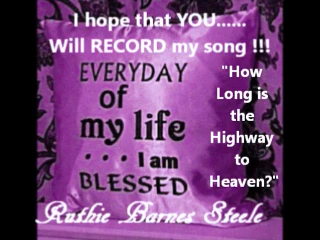 I hope that YOU......
Will RECORD my song !!!
EVERYDAY
of
my life
. . . I am
BLESSED
"How
Long is
the
Highway
to
Heaven?"
Ruthie Barnes Steele